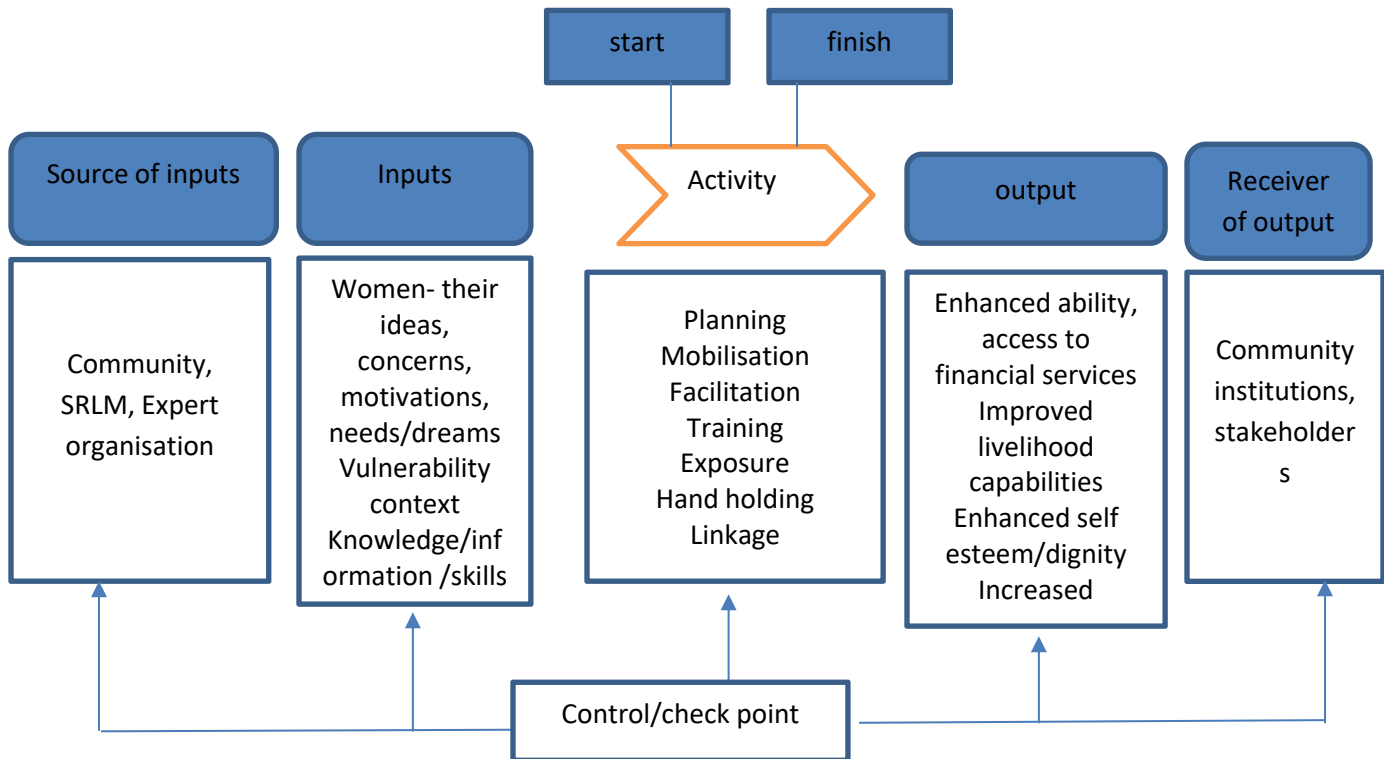 start
finish
Source of inputs
Inputs
Activity
output
Receiver
of output
Community,
SRLM, Expert
organisation
Women- their
ideas,
concerns,
motivations,
needs/dreams
Vulnerability
context
Knowledge/inf
ormation /skills
Planning
Mobilisation
Facilitation
Training
Exposure
Hand holding
Linkage
Enhanced ability,
access to
financial services
Improved
livelihood
capabilities
Enhanced self
esteem/dignity
Increased
Community
institutions,
stakeholder
s
Control/check point